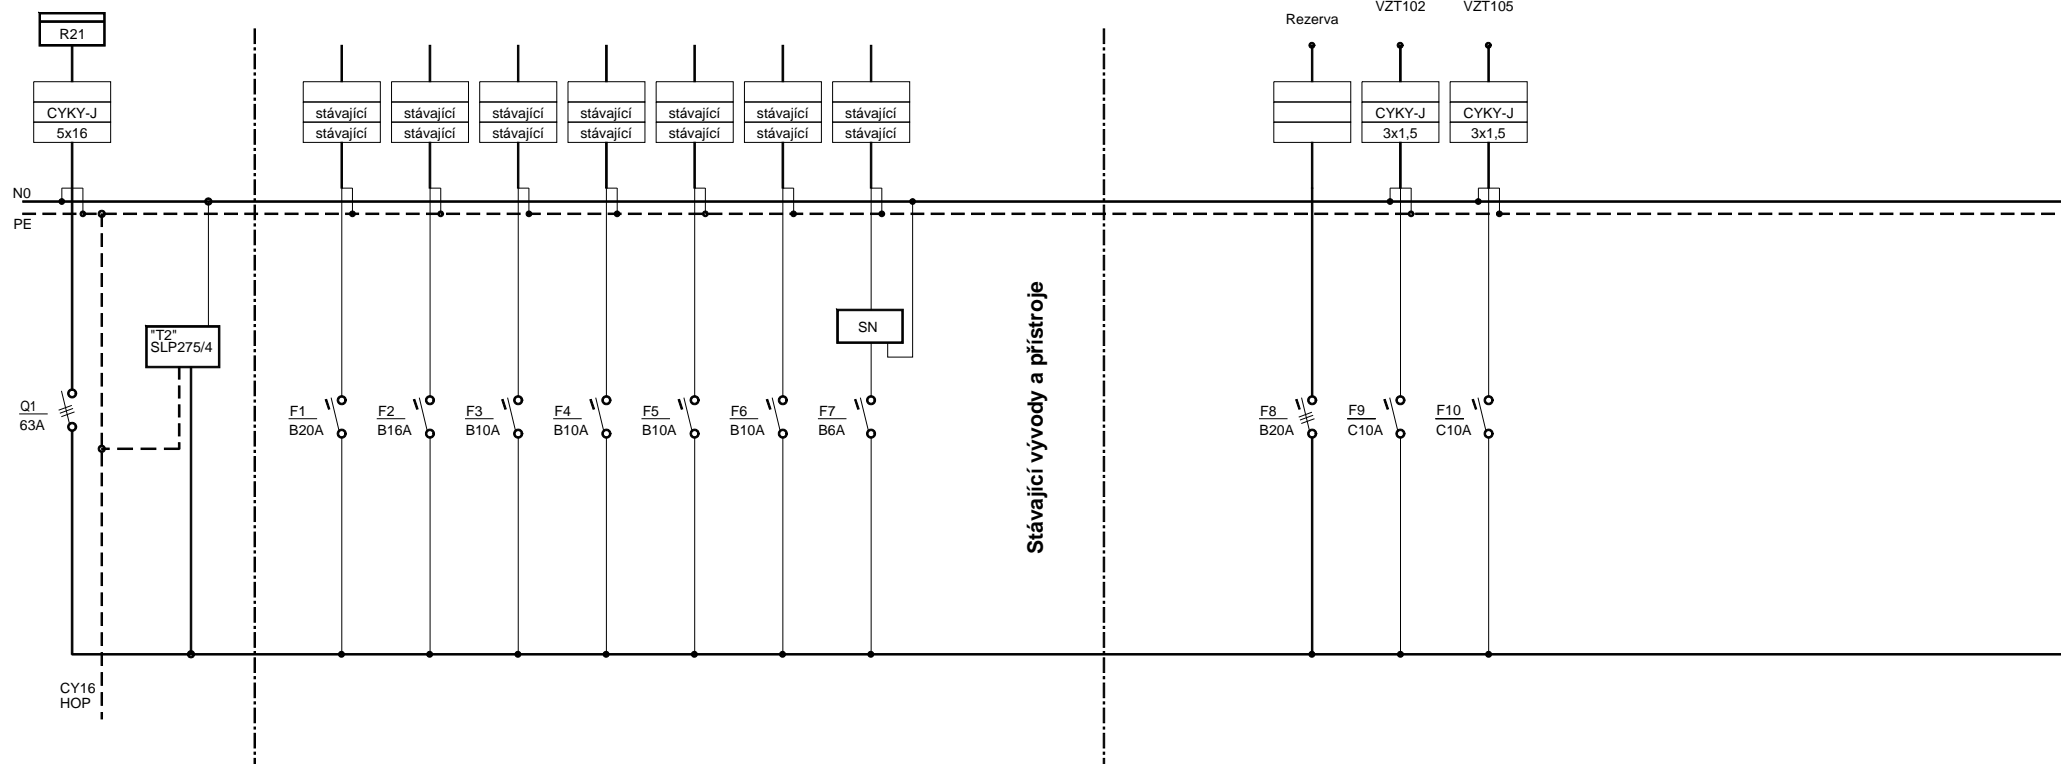 VZT102
VZT105
Rezerva
R21
CYKY-J
5x16
stávající
stávající
stávající
stávající
stávající
stávající
stávající
stávající
stávající
stávající
stávající
stávající
stávající
stávající
CYKY-J
3x1,5
CYKY-J
3x1,5
N0
PE
"T2"
SLP275/4
SN
Stávající vývody a přístroje
Q1
63A
F1
B20A
F2
B16A
F3
B10A
F4
B10A
F5
B10A
F6
B10A
F7
B6A
F8
B20A
F9
C10A
F10
C10A
CY16
HOP